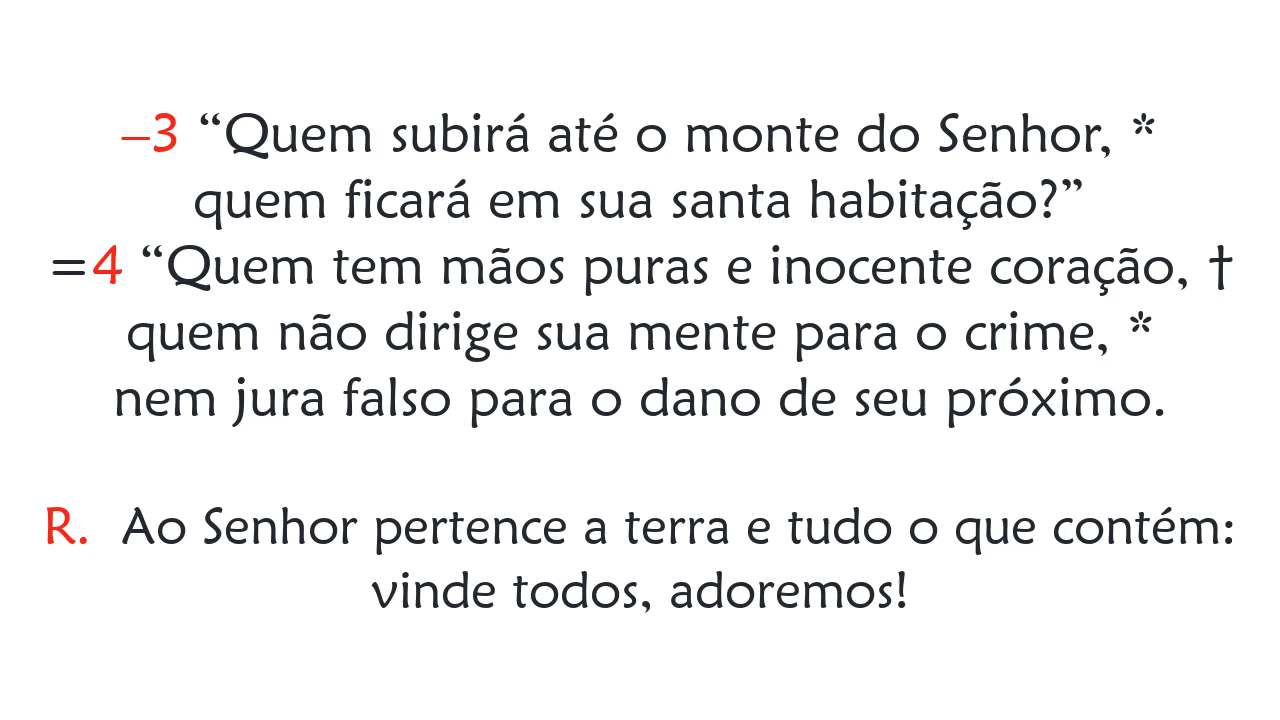 –3 “Quem subirá até o monte do Senhor, *
quem ficará em sua santa habitação?”
=4 “Quem tem mãos puras e inocente coração, †
quem não dirige sua mente para o crime, *
nem jura falso para o dano de seu próximo.
R. Ao Senhor pertence a terra e tudo o que contém:
vinde todos, adoremos!